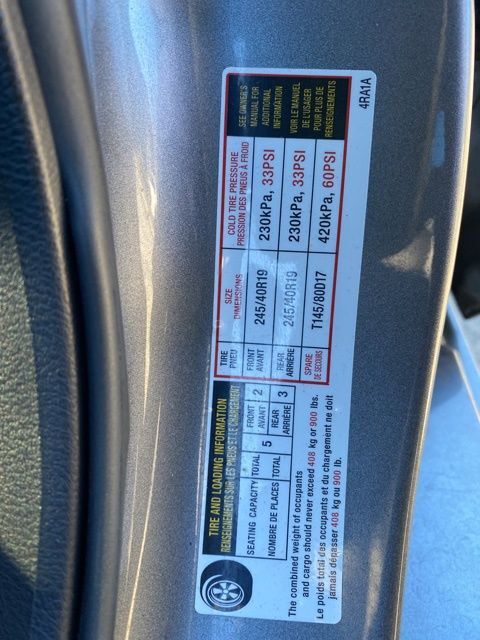 TIRE AND LOADING INFORMATION
RENSEIGNEMENTS SUR LES PNEUS ET LE CHARGEMENT
SEATING CAPACITY
NOMBRE DE PLACES
TOTAL
TOTAL
5
FRONT
AVANT
2
REAR
ARRIÈRE
3
The combined weight of occupants
and cargo should never exceed 408 kg or 900 lbs.
Le poids total des occupants et du chargement ne doit
jamais dépasser 408 kg ou 900 lb.
TIRE
PNEU
SIZE
DIMENSIONS
COLD TIRE PRESSURE
PRESSION DES PNEUS À FROID
FRONT
AVANT
245/40R19
230kPa, 33PSI
REAR
ARRIÈRE
245/40R19
230kPa, 33PSI
SPARE
DE SECOURS
T145/80D17
420kPa, 60PSI
SEE OWNER'S
MANUAL FOR
ADDITIONAL
INFORMATION
VOIR LE MANUEL
DE L'USAGER
POUR PLUS DE
RENSEIGNEMENTS
4RA1A